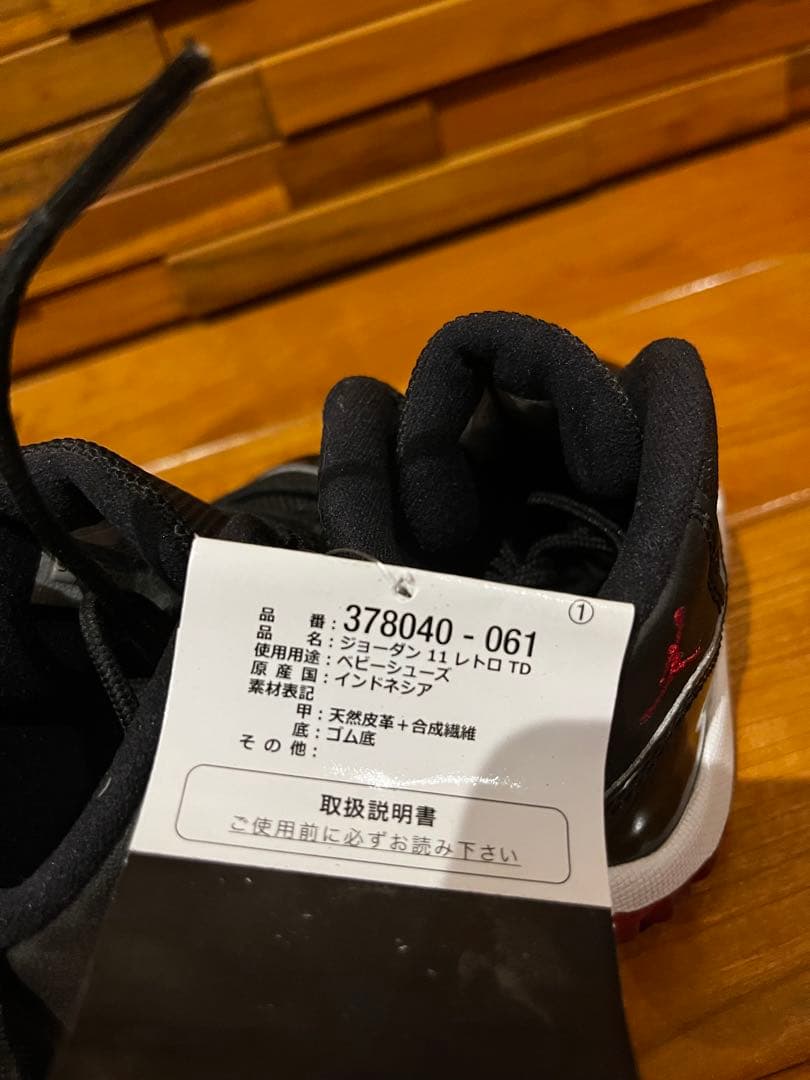 ①
品 番：378040 - 061
品 名：ジョーダン 11 レトロ TD
使用用途：ベビーシューズ
原 産 国：インドネシア
素材表記
甲：天然皮革＋合成繊維
底：ゴム底
そ の 他：
取扱説明書
ご使用前に必ずお読み下さい